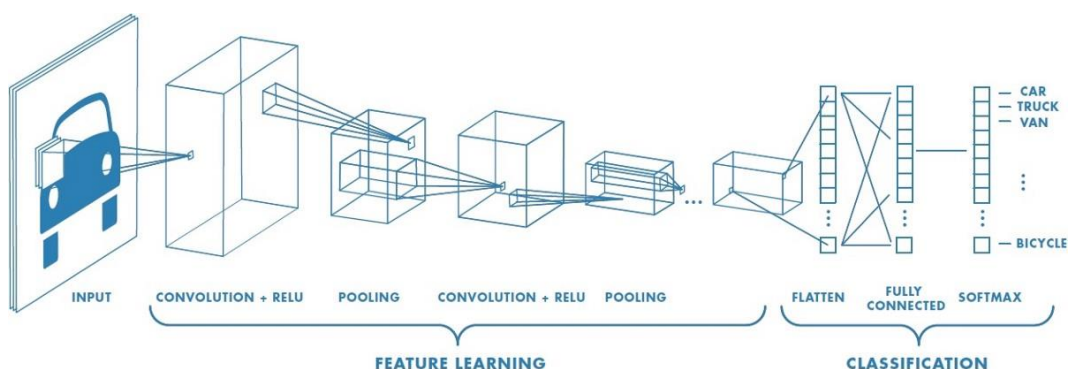 CAR
TRUCK
VAN
BICYCLE
INPUT
CONVOLUTION + RELU
POOLING
CONVOLUTION + RELU
POOLING
FLATTEN
FULLY
CONNECTED
SOFTMAX
FEATURE LEARNING
CLASSIFICATION